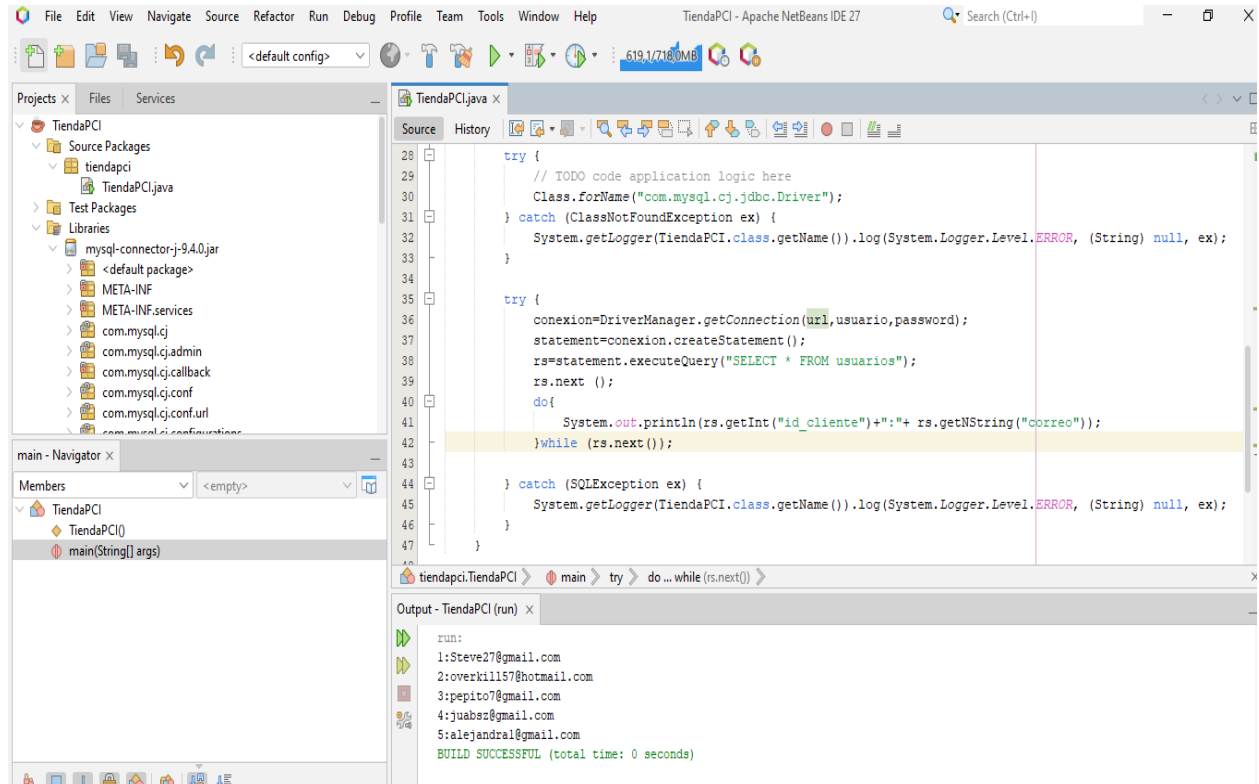 File Edit View Navigate Source Refactor Run Debug Profile Team Tools Window Help TiendaPCI - Apache NetBeans IDE 27 Search (Ctrl+I)
<default config> 619,1/718,0MB
Projects Files Services
TiendaPCI
Source Packages
tiendapci
TiendaPCI.java
Test Packages
Libraries
mysql-connector-j-9.4.0.jar
<default package>
META-INF
META-INF.services
com.mysql.cj
com.mysql.cj.admin
com.mysql.cj.callback
com.mysql.cj.conf
com.mysql.cj.conf.url
com.mysql.cj.configurations
main - Navigator
Members <empty>
TiendaPCI
TiendaPCI()
main(String[] args)
TiendaPCI.java
Source History
28 try {
29 // TODO code application logic here
30 Class.forName("com.mysql.cj.jdbc.Driver");
31 } catch (ClassNotFoundException ex) {
32 System.getLogger(TiendaPCI.class.getName()).log(System.Logger.Level.ERROR, (String) null, ex);
33 }
34
35 try {
36 conexion=DriverManager.getConnection(url,usuario,password);
37 statement=conexion.createStatement();
38 rs=statement.executeQuery("SELECT * FROM usuarios");
39 rs.next ();
40 do{
41 System.out.println(rs.getInt("id_cliente")+":"+ rs.getNString("correo"));
42 }while (rs.next());
43
44 } catch (SQLException ex) {
45 System.getLogger(TiendaPCI.class.getName()).log(System.Logger.Level.ERROR, (String) null, ex);
46 }
47 }
tiendapci.TiendaPCI main try do ... while (rs.next())
Output - TiendaPCI (run)
run:
1:Steve27@gmail.com
2:overkill57@hotmail.com
3:pepito7@gmail.com
4:juabsz@gmail.com
5:alejandra1@gmail.com
BUILD SUCCESSFUL (total time: 0 seconds)